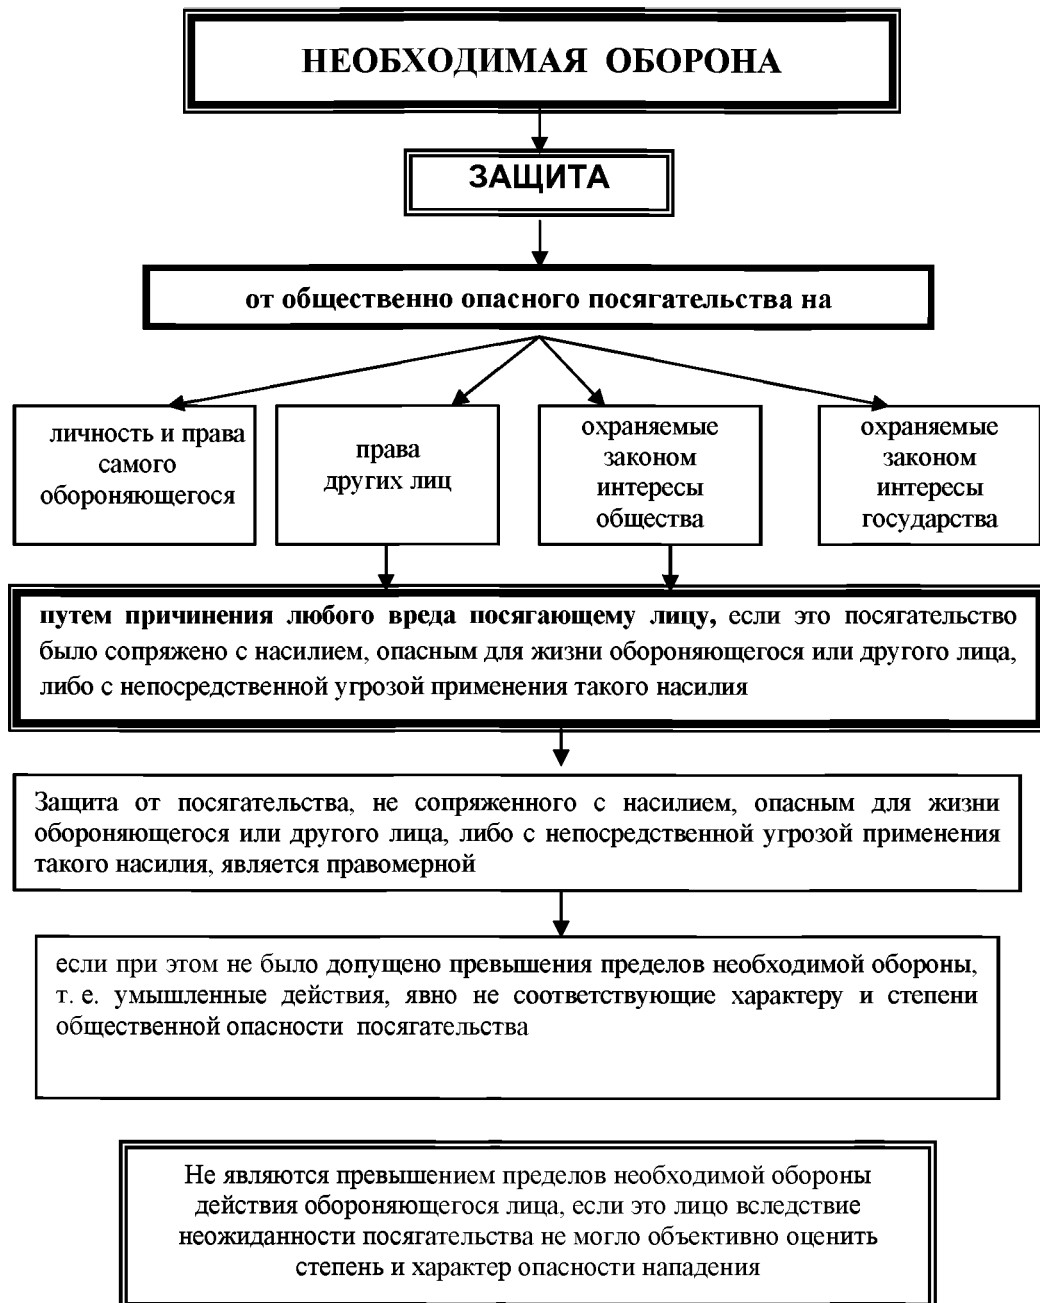 НЕОБХОДИМАЯ ОБОРОНА
ЗАЩИТА
от общественно опасного посягательства на
личность и права
самого
обороняющегося
права
других лиц
охраняемые
законом
интересы
общества
охраняемые
законом
интересы
государства
путем причинения любого вреда посягающему лицу, если это посягательство
было сопряжено с насилием, опасным для жизни обороняющегося или другого лица,
либо с непосредственной угрозой применения такого насилия
Защита от посягательства, не сопряженного с насилием, опасным для жизни
обороняющегося или другого лица, либо с непосредственной угрозой применения
такого насилия, является правомерной
если при этом не было допущено превышения пределов необходимой обороны,
т. е. умышленные действия, явно не соответствующие характеру и степени
общественной опасности посягательства
Не являются превышением пределов необходимой обороны
действия обороняющегося лица, если это лицо вследствие
неожиданности посягательства не могло объективно оценить
степень и характер опасности нападения